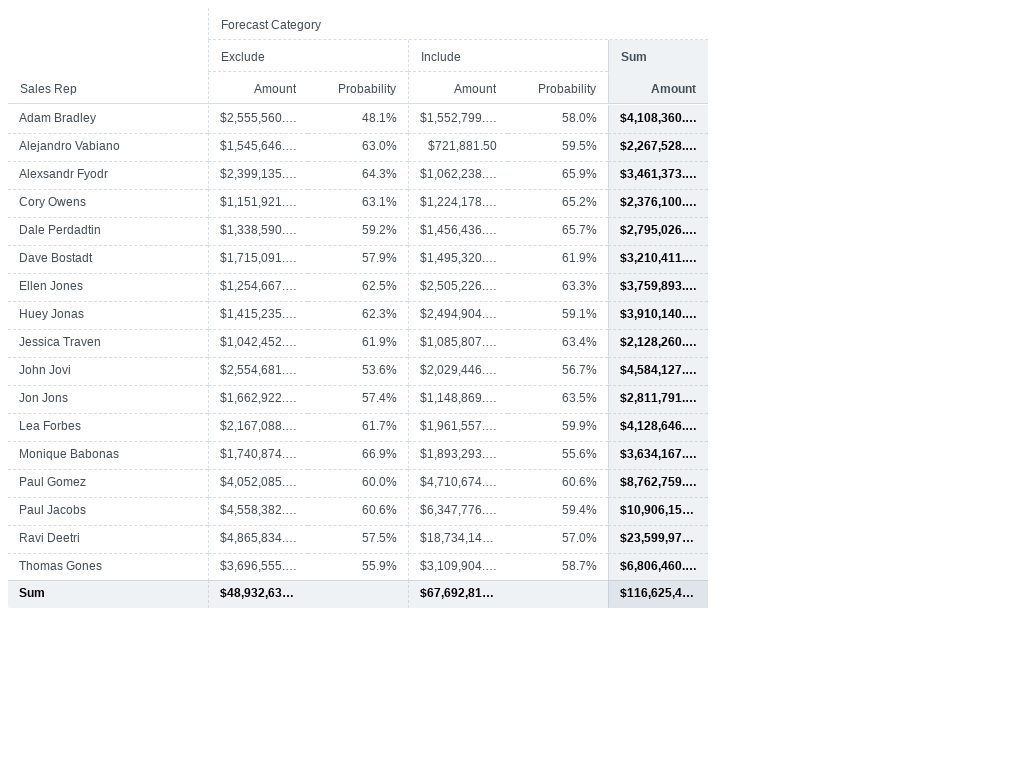 Forecast Category
Exclude Include Sum
Sales Rep Amount Probability Amount Probability Amount
Adam Bradley $2,555,560.... 48.1% $1,552,799.... 58.0% $4,108,360....
Alejandro Vabiano $1,545,646.... 63.0% $721,881.50 59.5% $2,267,528....
Alexsandr Fyodr $2,399,135.... 64.3% $1,062,238.... 65.9% $3,461,373....
Cory Owens $1,151,921.... 63.1% $1,224,178.... 65.2% $2,376,100....
Dale Perdadtin $1,338,590.... 59.2% $1,456,436.... 65.7% $2,795,026....
Dave Bostadt $1,715,091.... 57.9% $1,495,320.... 61.9% $3,210,411....
Ellen Jones $1,254,667.... 62.5% $2,505,226.... 63.3% $3,759,893....
Huey Jonas $1,415,235.... 62.3% $2,494,904.... 59.1% $3,910,140....
Jessica Traven $1,042,452.... 61.9% $1,085,807.... 63.4% $2,128,260....
John Jovi $2,554,681.... 53.6% $2,029,446.... 56.7% $4,584,127....
Jon Jons $1,662,922.... 57.4% $1,148,869.... 63.5% $2,811,791....
Lea Forbes $2,167,088.... 61.7% $1,961,557.... 59.9% $4,128,646....
Monique Babonas $1,740,874.... 66.9% $1,893,293.... 55.6% $3,634,167....
Paul Gomez $4,052,085.... 60.0% $4,710,674.... 60.6% $8,762,759....
Paul Jacobs $4,558,382.... 60.6% $6,347,776.... 59.4% $10,906,15...
Ravi Deetri $4,865,834.... 57.5% $18,734,14... 57.0% $23,599,97...
Thomas Gones $3,696,555.... 55.9% $3,109,904.... 58.7% $6,806,460....
Sum $48,932,63... $67,692,81... $116,625,4...